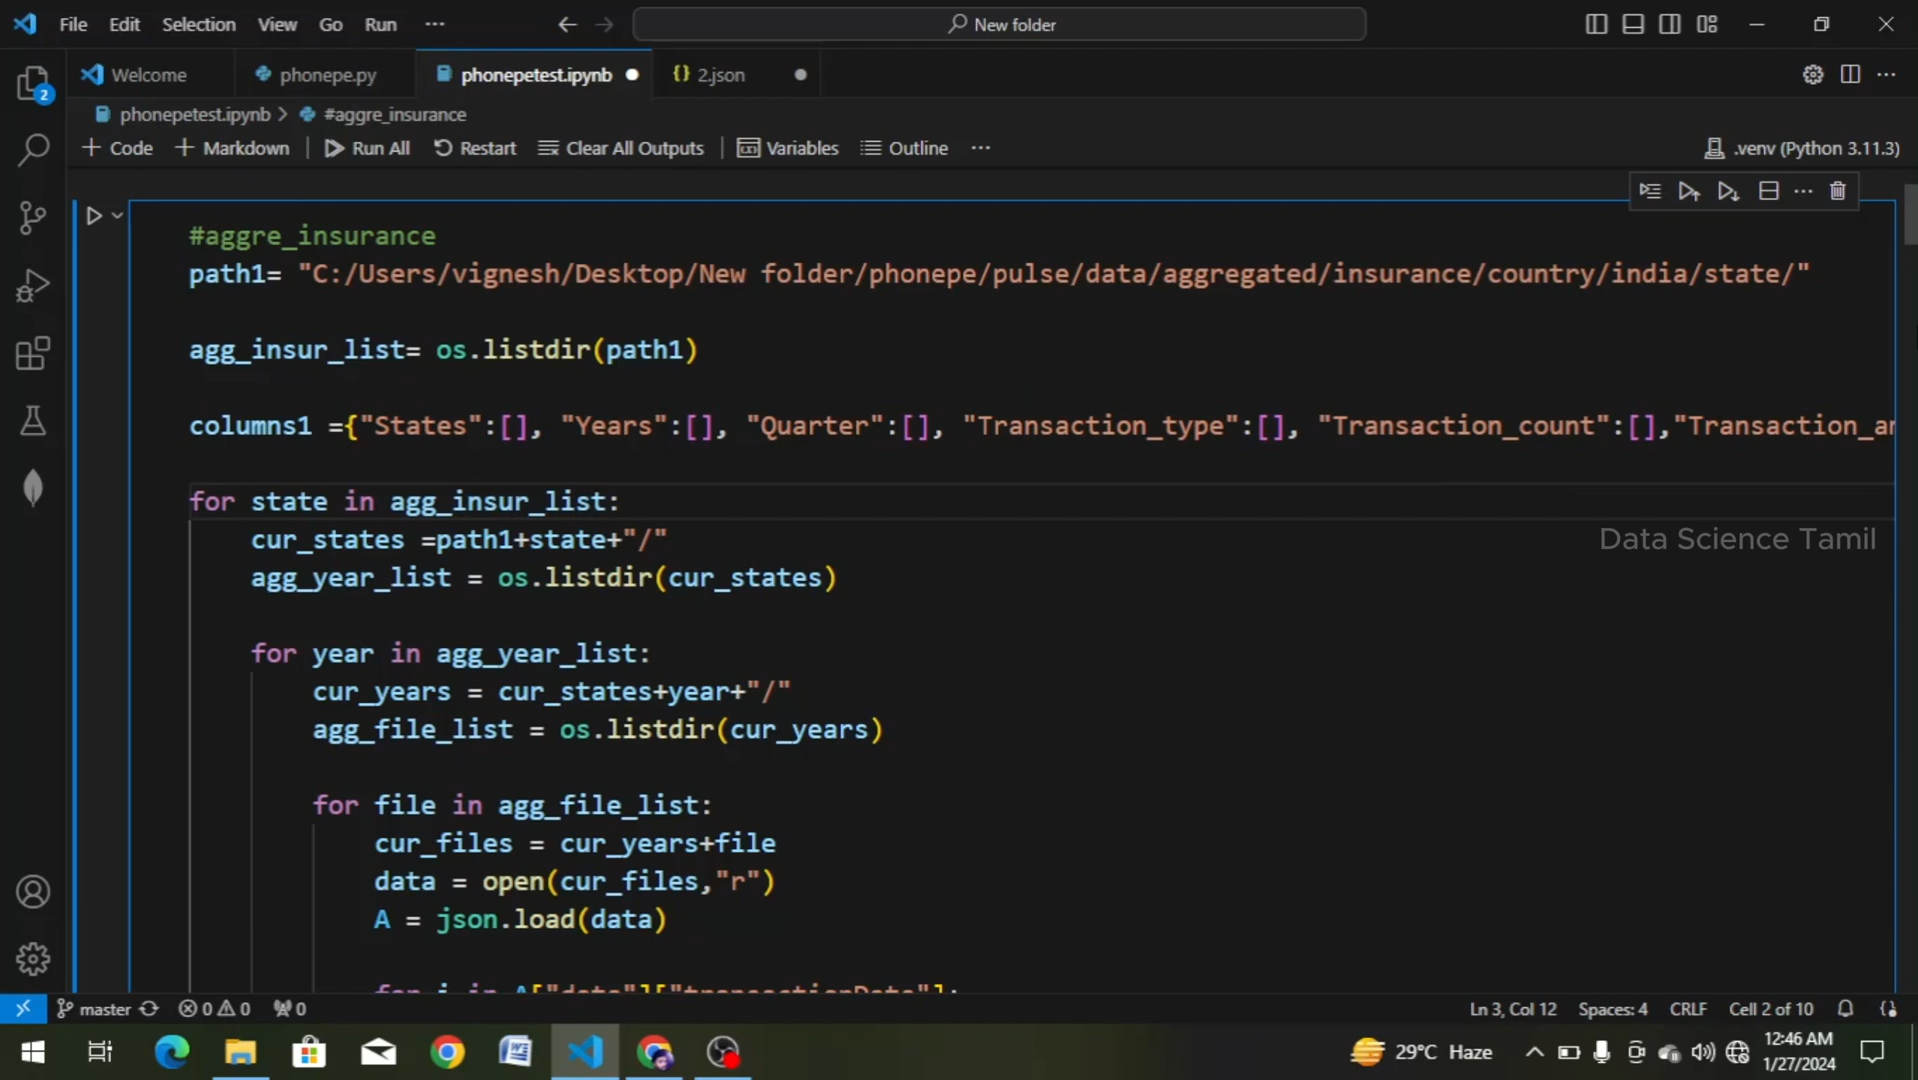 File Edit Selection View Go Run ··· New folder
Welcome phonepe.py phonepetest.ipynb 2.json
2
phonepetest.ipynb > #aggre_insurance
+ Code + Markdown Run All Restart Clear All Outputs Variables Outline ··· .venv (Python 3.11.3)
#aggre_insurance
path1= "C:/Users/vignesh/Desktop/New folder/phonepe/pulse/data/aggregated/insurance/country/india/state/"
agg_insur_list= os.listdir(path1)
columns1 ={"States":[], "Years":[], "Quarter":[], "Transaction_type":[], "Transaction_count":[],"Transaction_
for state in agg_insur_list:
cur_states =path1+state+"/"
Data Science Tamil
agg_year_list = os.listdir(cur_states)
for year in agg_year_list:
cur_years = cur_states+year+"/"
agg_file_list = os.listdir(cur_years)
for file in agg_file_list:
cur_files = cur_years+file
data = open(cur_files,"r")
A = json.load(data)
for i in A["data"]["transactionData"]:
master 0 0 0 Ln 3, Col 12 Spaces: 4 CRLF Cell 2 of 10
29°C Haze 12:46 AM
1/27/2024